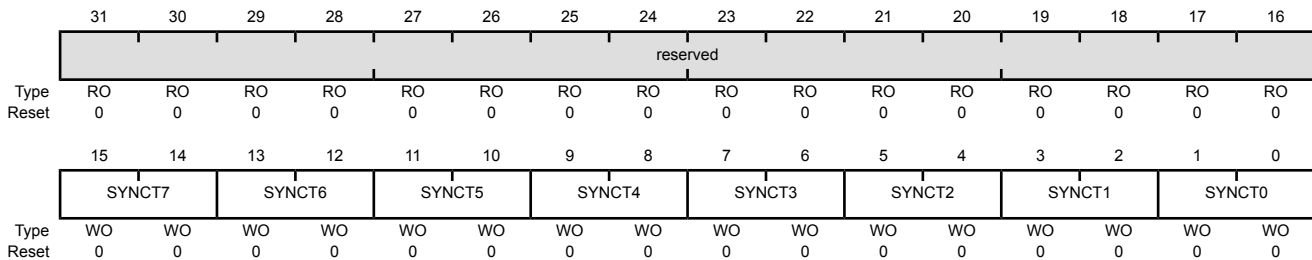 31 30 29 28 27 26 25 24 23 22 21 20 19 18 17 16
reserved
Type RO RO RO RO RO RO RO RO RO RO RO RO RO RO RO RO
Reset 0 0 0 0 0 0 0 0 0 0 0 0 0 0 0 0
15 14 13 12 11 10 9 8 7 6 5 4 3 2 1 0
SYNCT7 SYNCT6 SYNCT5 SYNCT4 SYNCT3 SYNCT2 SYNCT1 SYNCT0
Type WO WO WO WO WO WO WO WO WO WO WO WO WO WO WO WO
Reset 0 0 0 0 0 0 0 0 0 0 0 0 0 0 0 0